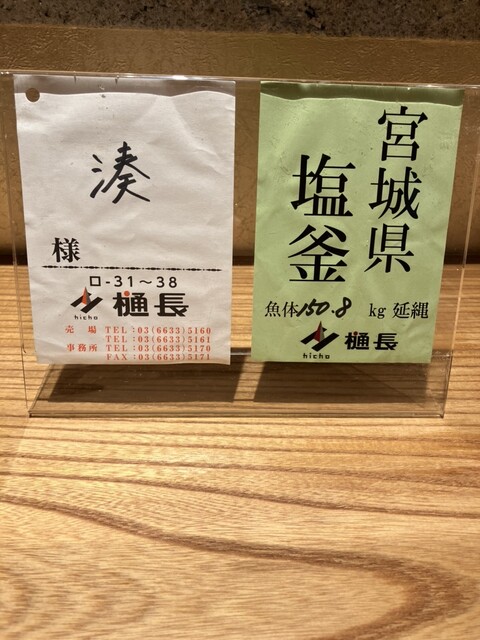 湊
様
ロ-31〜38
hicho 樋長
売場 TEL:03(6633)5160
TEL:03(6633)5161
事務所 TEL:03(6633)5170
FAX:03(6633)5171
宮城県
塩釜
魚体150.8 kg 延縄
hicho 樋長